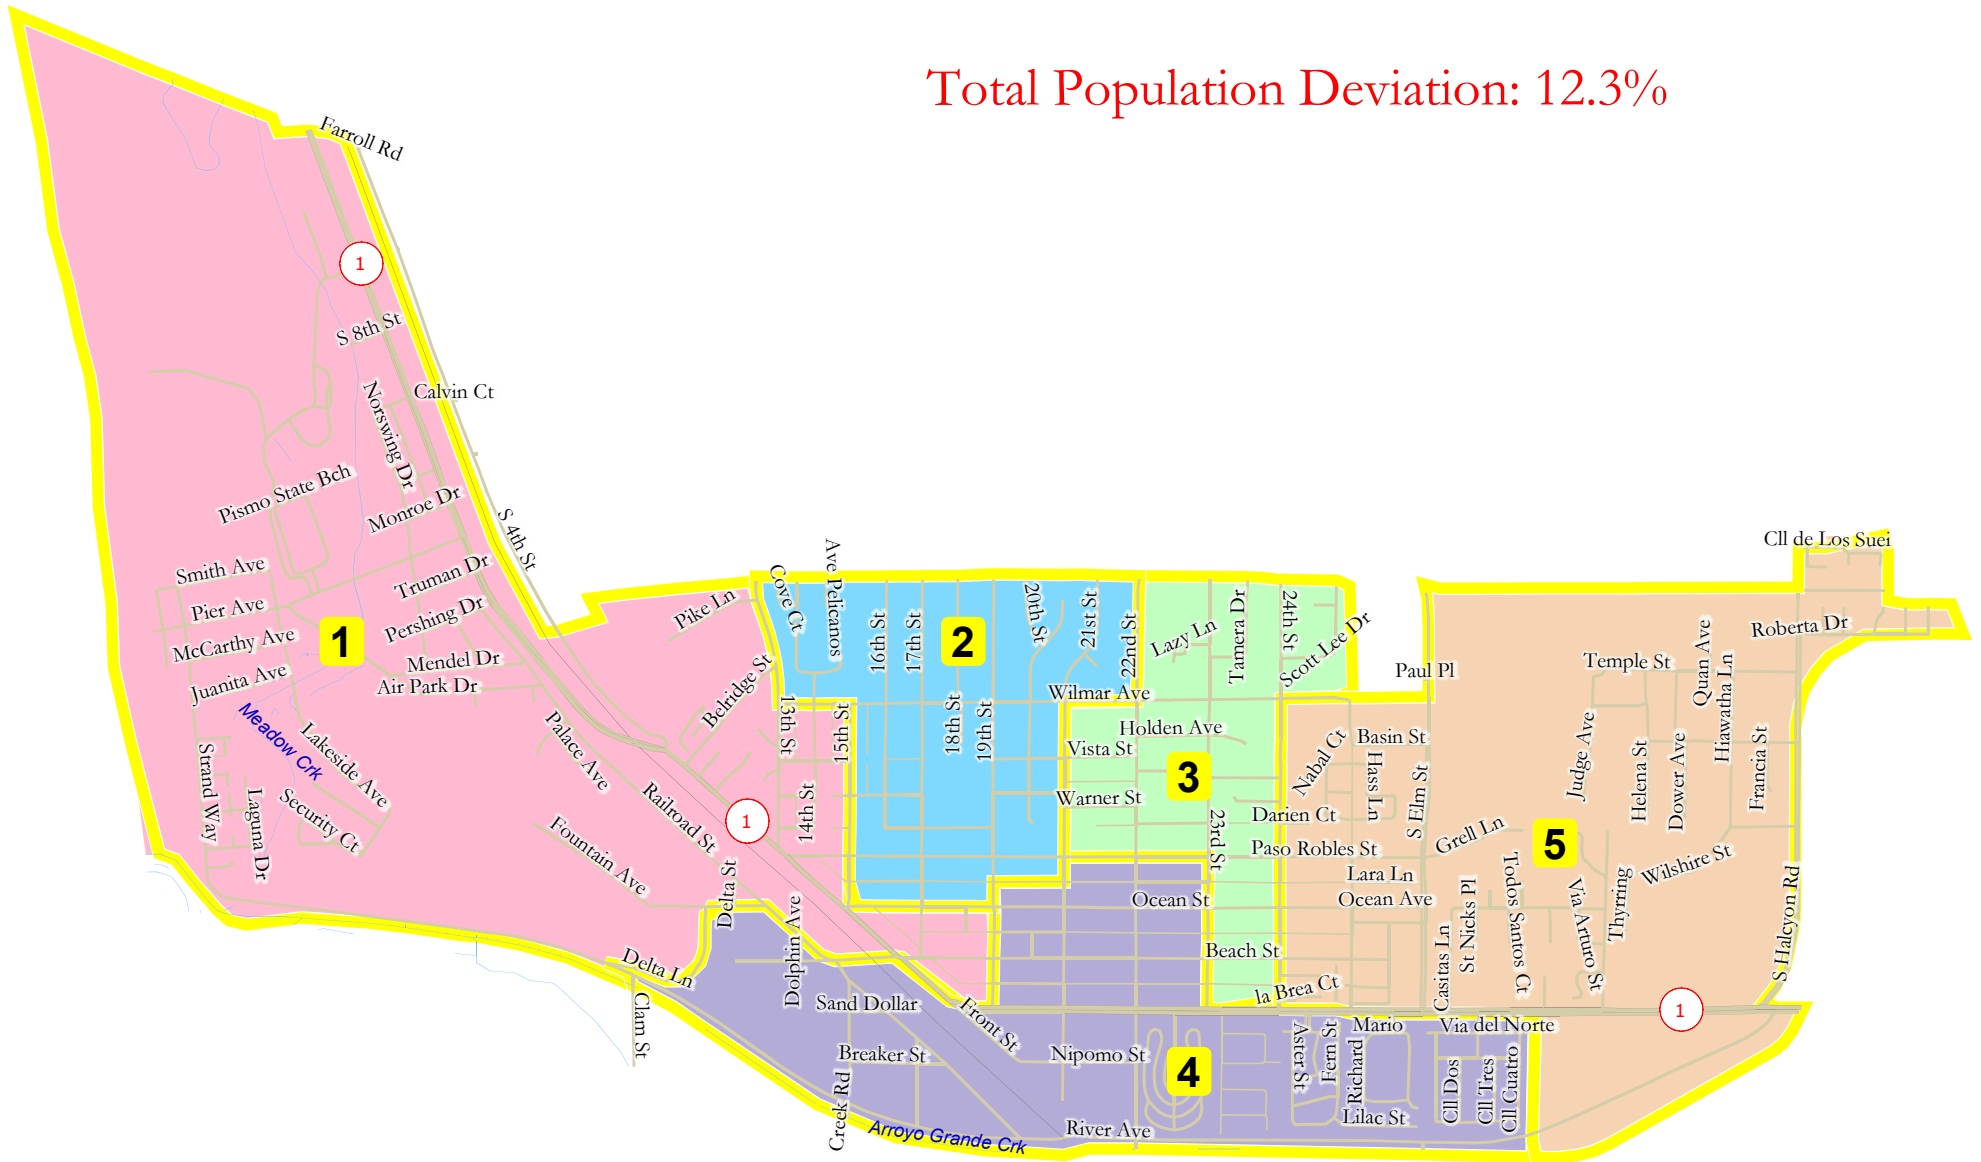 Total Population Deviation: 12.3%
Farroll Rd
1
S 8th St
Calvin Ct
Norswing Dr
Pismo State Bch
Monroe Dr
S 4th St
Smith Ave
Truman Dr
Pier Ave
Pershing Dr
McCarthy Ave
1
Mendel Dr
Juanita Ave
Air Park Dr
Meadow Crk
Lakeside Ave
Palace Ave
Strand Way
Laguna Dr
Security Ct
Fountain Ave
Railroad St
1
Pike Ln
Belridge St
Cove Ct
Ave Pelicanos
13th St
14th St
15th St
16th St
17th St
2
18th St
19th St
20th St
21st St
22nd St
Wilmar Ave
Lazy Ln
Tamera Dr
24th St
Scott Lee Dr
Holden Ave
Vista St
3
Warner St
23rd St
Paul Pl
Basin St
Nabal Ct
Hass Ln
S Elm St
Darien Ct
Paso Robles St
Lara Ln
Ocean St
Ocean Ave
Beach St
la Brea Ct
Grell Ln
5
Cll de Los Suei
Roberta Dr
Temple St
Quan Ave
Hiawatha Ln
Judge Ave
Helena St
Dower Ave
Francia St
Wilshire St
Todos Santos Ct
Via Arturo St
Thyrring
St Nicks Pl
Casitas Ln
S Halcyon Rd
1
Delta St
Delta Ln
Dolphin Ave
Clam St
Sand Dollar
Front St
Breaker St
Nipomo St
4
Creek Rd
Arroyo Grande Crk
River Ave
Aster St
Fern St
Mario
Richard
Lilac St
Via del Norte
Cll Dos
Cll Tres
Cll Cuatro